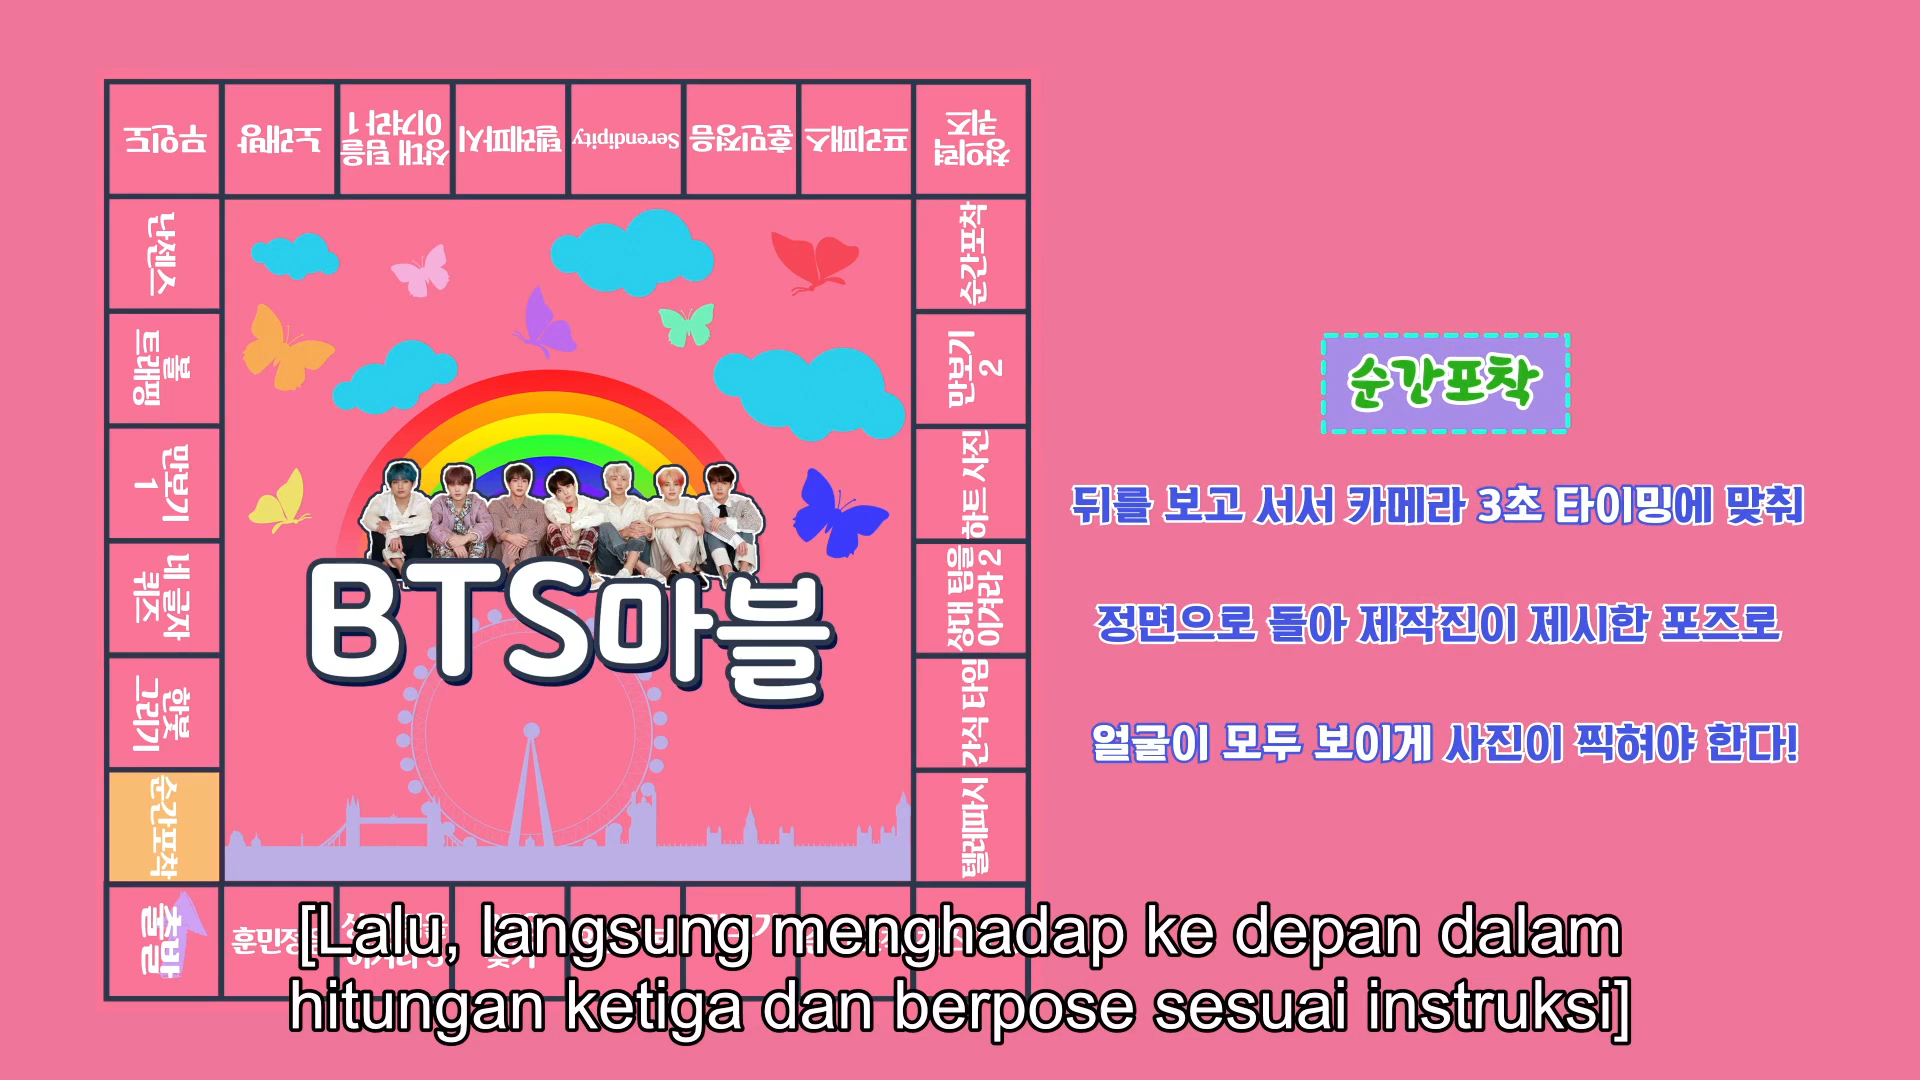 무인도
노래방
상대 팀을
이겨라 1
텔레파시
Serendipity
훈민정음
프리패스
창의력
퀴즈
난센스
순간포착
볼
트래핑
만보기
2
만보기
1
하트 사진
네 글자
퀴즈
상대 팀을
이겨라 2
한붓
그리기
간식 타임
순간포착
텔레파시
출발
BTS마블
순간포착
뒤를 보고 서서 카메라 3초 타이밍에 맞춰
정면으로 돌아 제작진이 제시한 포즈로
얼굴이 모두 보이게 사진이 찍혀야 한다!
[Lalu, langsung menghadap ke depan dalam
hitungan ketiga dan berpose sesuai instruksi]